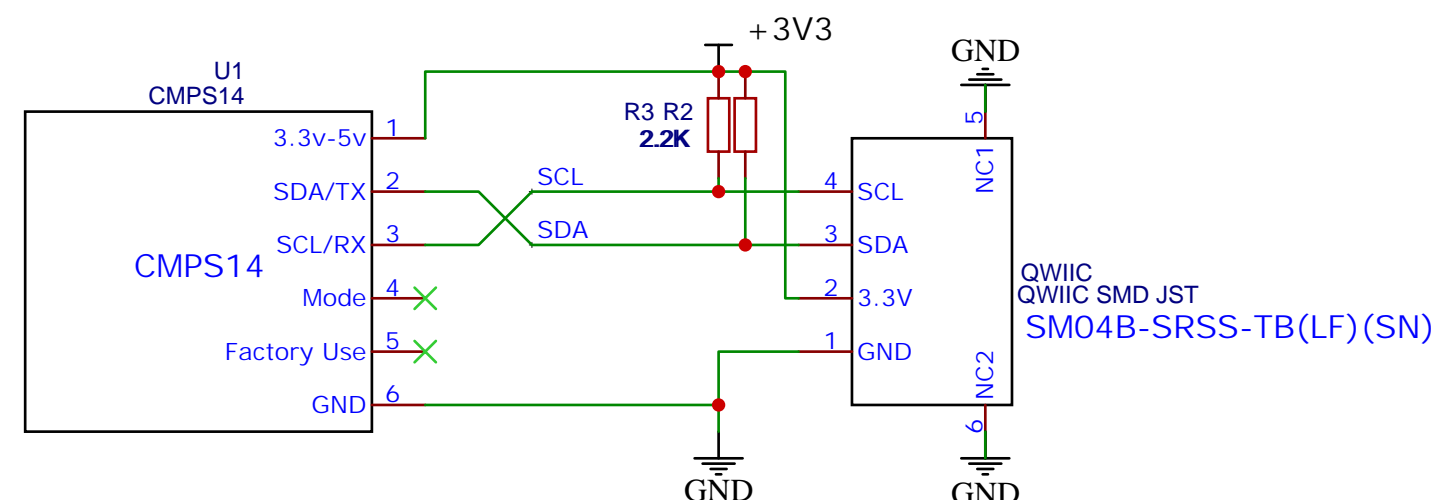 +3V3
GND
U1
CMPS14
R3 R2
2.2K
5
NC1
1
3.3v-5v
2
SDA/TX
SCL
4
SCL
3
SCL/RX
SDA
3
SDA
CMPS14
4
Mode
2
3.3V
QWIIC
QWIIC SMD JST
SM04B-SRSS-TB(LF)(SN)
5
Factory Use
1
GND
NC2
6
GND
6
GND
GND